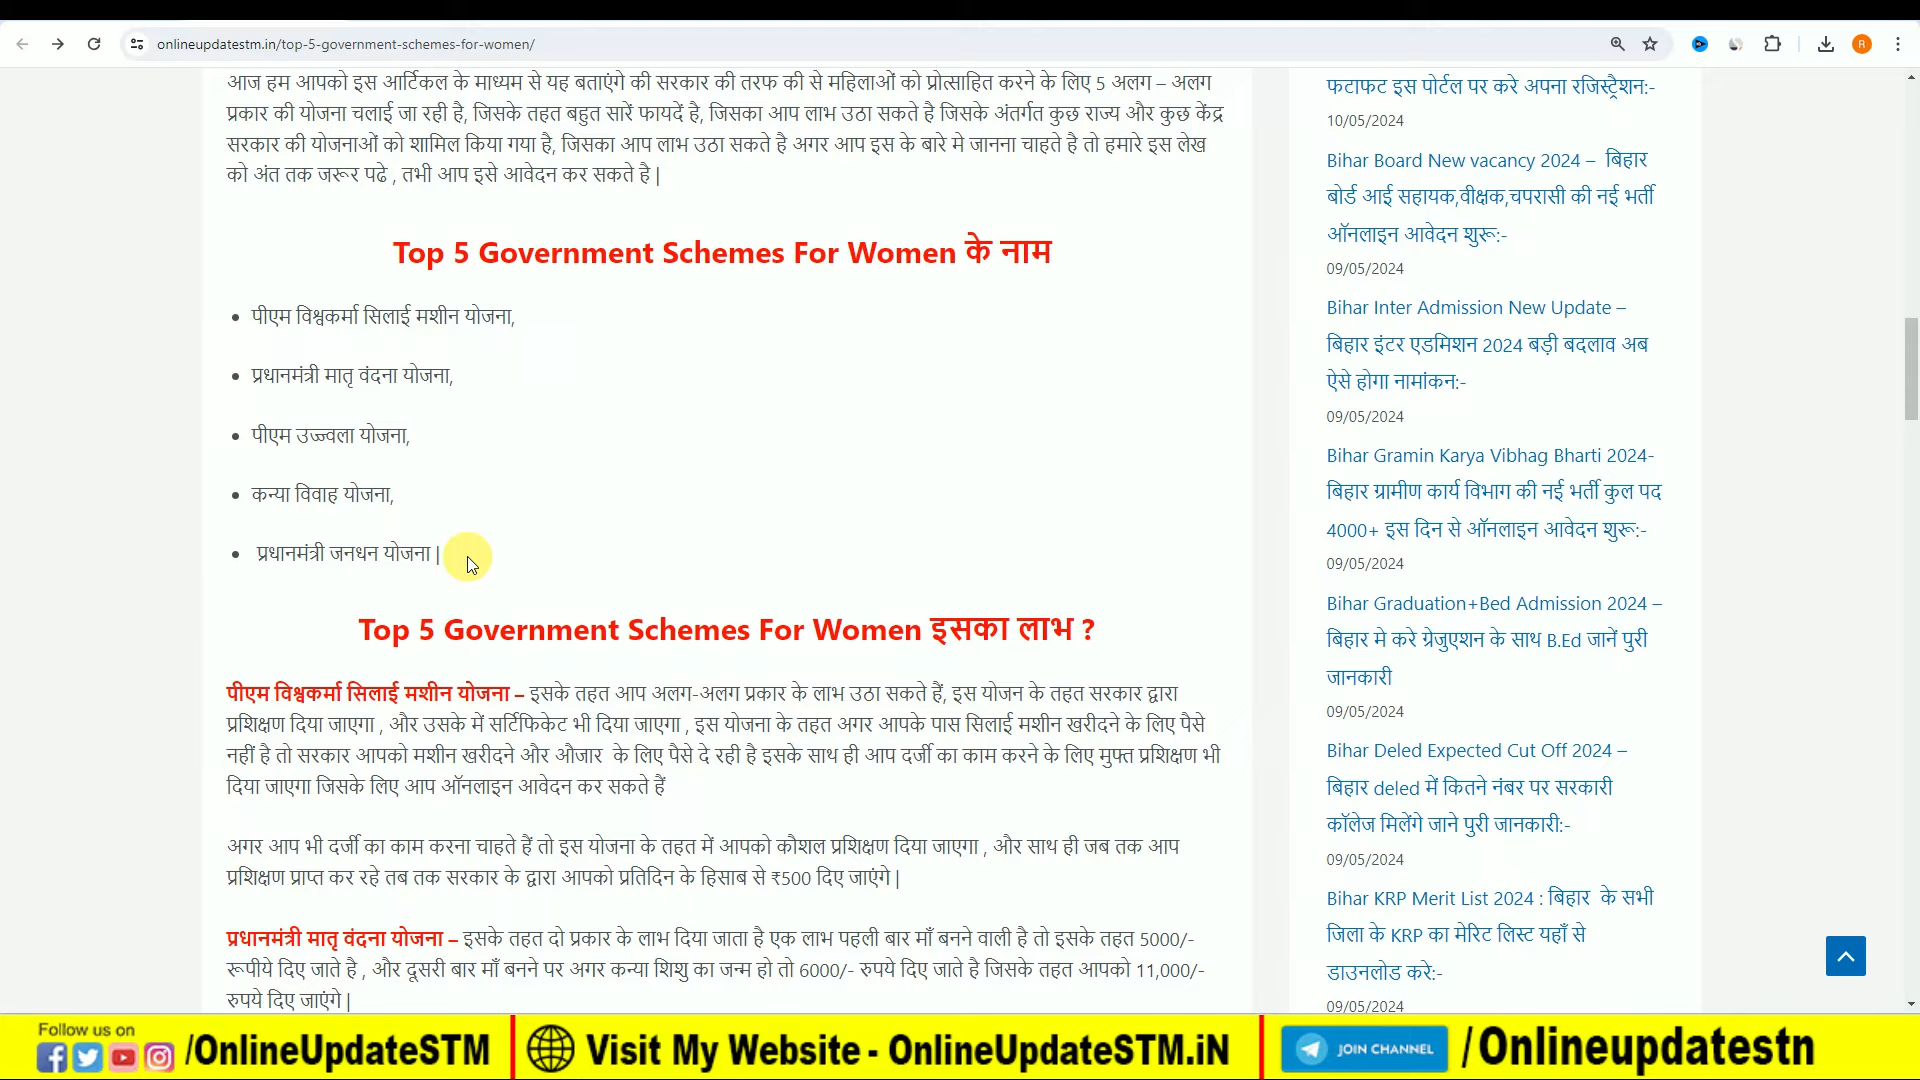 onlineupdatestm.in/top-5-government-schemes-for-women/
R
आज हम आपको इस आर्टिकल के माध्यम से यह बताएंगे की सरकार की तरफ की से महिलाओं को प्रोत्साहित करने के लिए 5 अलग – अलग
प्रकार की योजना चलाई जा रही है, जिसके तहत बहुत सारें फायदें है, जिसका आप लाभ उठा सकते है जिसके अंतर्गत कुछ राज्य और कुछ केंद्र
सरकार की योजनाओं को शामिल किया गया है, जिसका आप लाभ उठा सकते है अगर आप इस के बारे मे जानना चाहते है तो हमारे इस लेख
को अंत तक जरूर पढे , तभी आप इसे आवेदन कर सकते है |
Top 5 Government Schemes For Women के नाम
पीएम विश्वकर्मा सिलाई मशीन योजना,
प्रधानमंत्री मातृ वंदना योजना,
पीएम उज्ज्वला योजना,
कन्या विवाह योजना,
प्रधानमंत्री जनधन योजना |
Top 5 Government Schemes For Women इसका लाभ ?
पीएम विश्वकर्मा सिलाई मशीन योजना – इसके तहत आप अलग-अलग प्रकार के लाभ उठा सकते हैं, इस योजन के तहत सरकार द्वारा
प्रशिक्षण दिया जाएगा , और उसके में सर्टिफिकेट भी दिया जाएगा , इस योजना के तहत अगर आपके पास सिलाई मशीन खरीदने के लिए पैसे
नहीं है तो सरकार आपको मशीन खरीदने और औजार के लिए पैसे दे रही है इसके साथ ही आप दर्जी का काम करने के लिए मुफ्त प्रशिक्षण भी
दिया जाएगा जिसके लिए आप ऑनलाइन आवेदन कर सकते हैं
अगर आप भी दर्जी का काम करना चाहते हैं तो इस योजना के तहत में आपको कौशल प्रशिक्षण दिया जाएगा , और साथ ही जब तक आप
प्रशिक्षण प्राप्त कर रहे तब तक सरकार के द्वारा आपको प्रतिदिन के हिसाब से ₹500 दिए जाएंगे |
प्रधानमंत्री मातृ वंदना योजना – इसके तहत दो प्रकार के लाभ दिया जाता है एक लाभ पहली बार माँ बनने वाली है तो इसके तहत 5000/-
रूपीये दिए जाते है , और दूसरी बार माँ बनने पर अगर कन्या शिशु का जन्म हो तो 6000/- रुपये दिए जाते है जिसके तहत आपको 11,000/-
रुपये दिए जाएंगे |
फटाफट इस पोर्टल पर करे अपना रजिस्ट्रैशन:-
10/05/2024
Bihar Board New vacancy 2024 – बिहार
बोर्ड आई सहायक,वीक्षक,चपरासी की नई भर्ती
ऑनलाइन आवेदन शुरू:-
09/05/2024
Bihar Inter Admission New Update –
बिहार इंटर एडमिशन 2024 बड़ी बदलाव अब
ऐसे होगा नामांकन:-
09/05/2024
Bihar Gramin Karya Vibhag Bharti 2024-
बिहार ग्रामीण कार्य विभाग की नई भर्ती कुल पद
4000+ इस दिन से ऑनलाइन आवेदन शुरू:-
09/05/2024
Bihar Graduation+Bed Admission 2024 –
बिहार मे करे ग्रेजुएशन के साथ B.Ed जानें पुरी
जानकारी
09/05/2024
Bihar Deled Expected Cut Off 2024 –
बिहार deled में कितने नंबर पर सरकारी
कॉलेज मिलेंगे जाने पुरी जानकारी:-
09/05/2024
Bihar KRP Merit List 2024 : बिहार के सभी
जिला के KRP का मेरिट लिस्ट यहाँ से
डाउनलोड करे:-
09/05/2024
Follow us on
/OnlineUpdateSTM
Visit My Website - OnlineUpdateSTM.iN
JOIN CHANNEL
/Onlineupdatestn